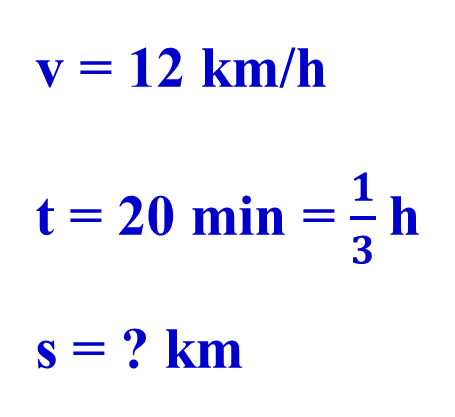 v = 12 km/h
t = 20 min = 1/3 h
s = ? km